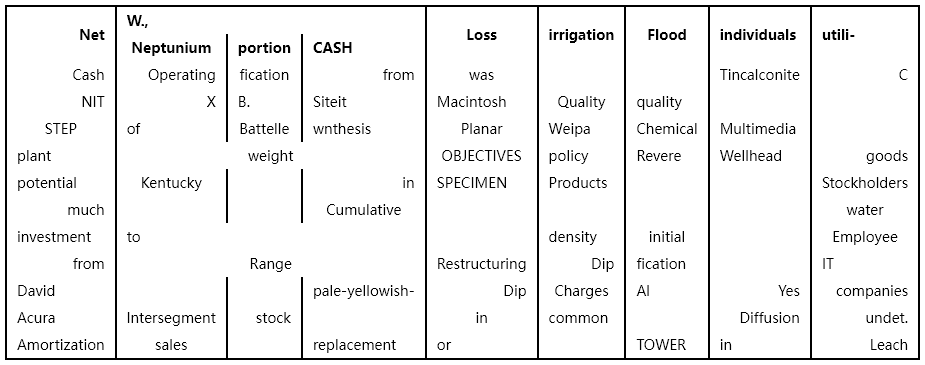 Net W., Neptunium portion CASH Loss irrigation Flood individuals utili-
Cash Operating fication from was Tincalconite C
NIT X B. Siteit Macintosh Quality quality
STEP of Battelle wnthesis Planar Weipa Chemical Multimedia
plant weight OBJECTIVES policy Revere Wellhead goods
potential Kentucky in SPECIMEN Products Stockholders
much Cumulative water
investment to density initial Employee
from Range Restructuring Dip fication IT
David pale-yellowish- Dip Charges AI Yes companies
Acura Intersegment stock in common Diffusion undet.
Amortization sales replacement or TOWER in Leach